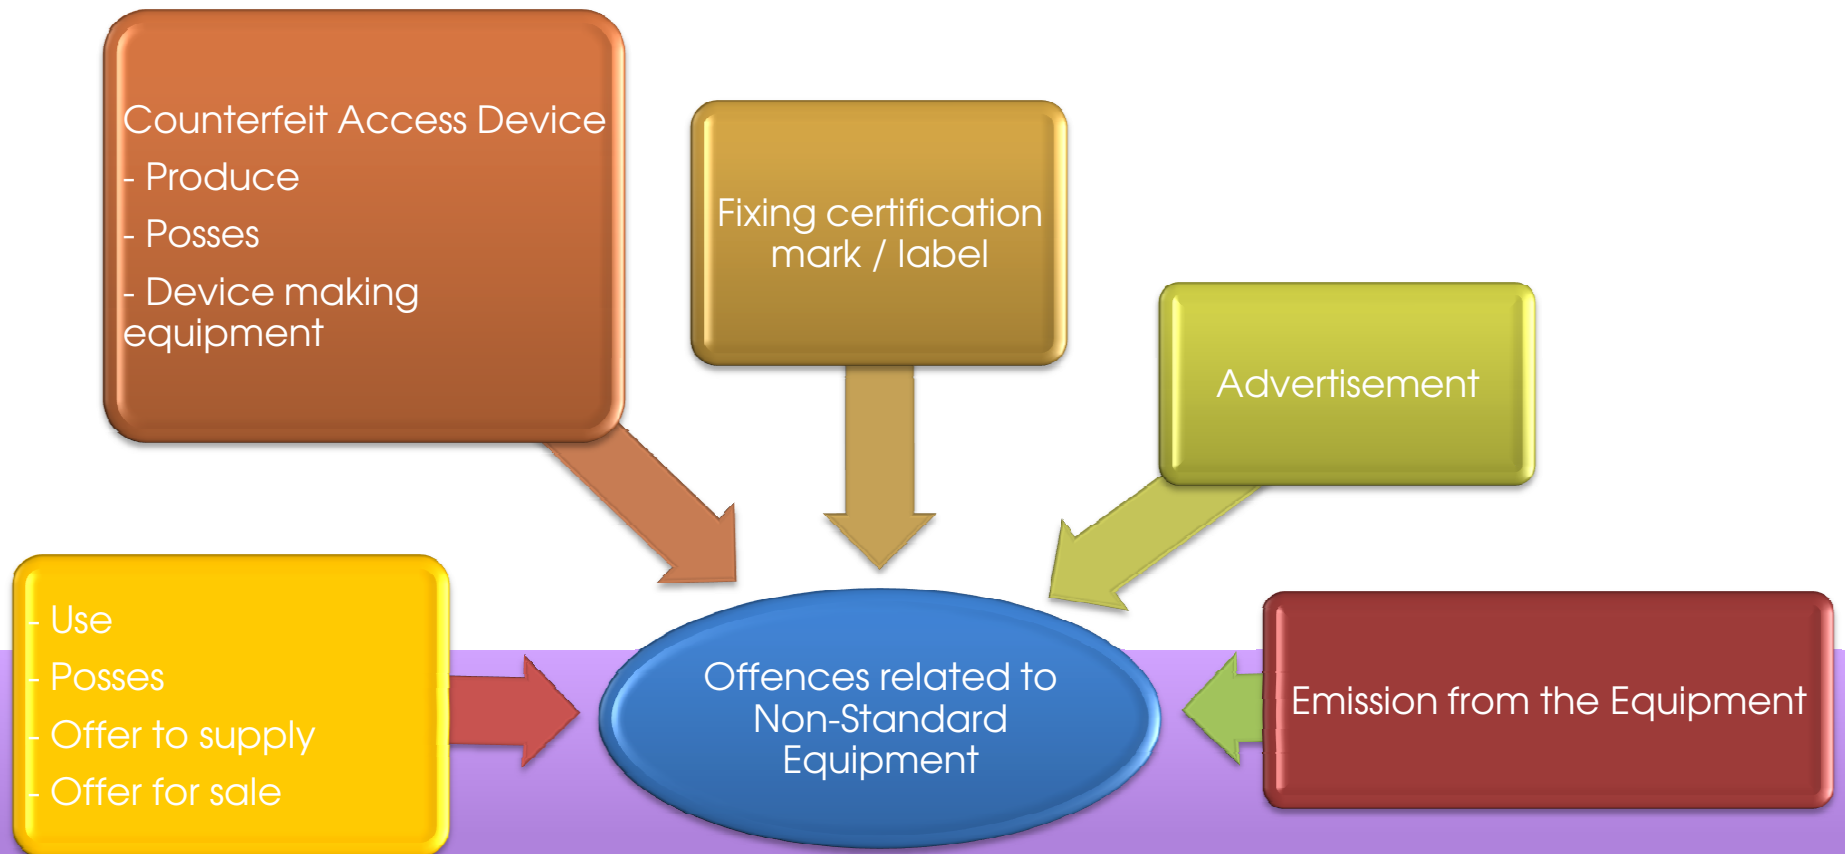 Counterfeit Access Device
- Produce
- Posses
- Device making
equipment
Fixing certification
mark / label
Advertisement
- Use
- Posses
- Offer to supply
- Offer for sale
Offences related to
Non-Standard
Equipment
Emission from the Equipment